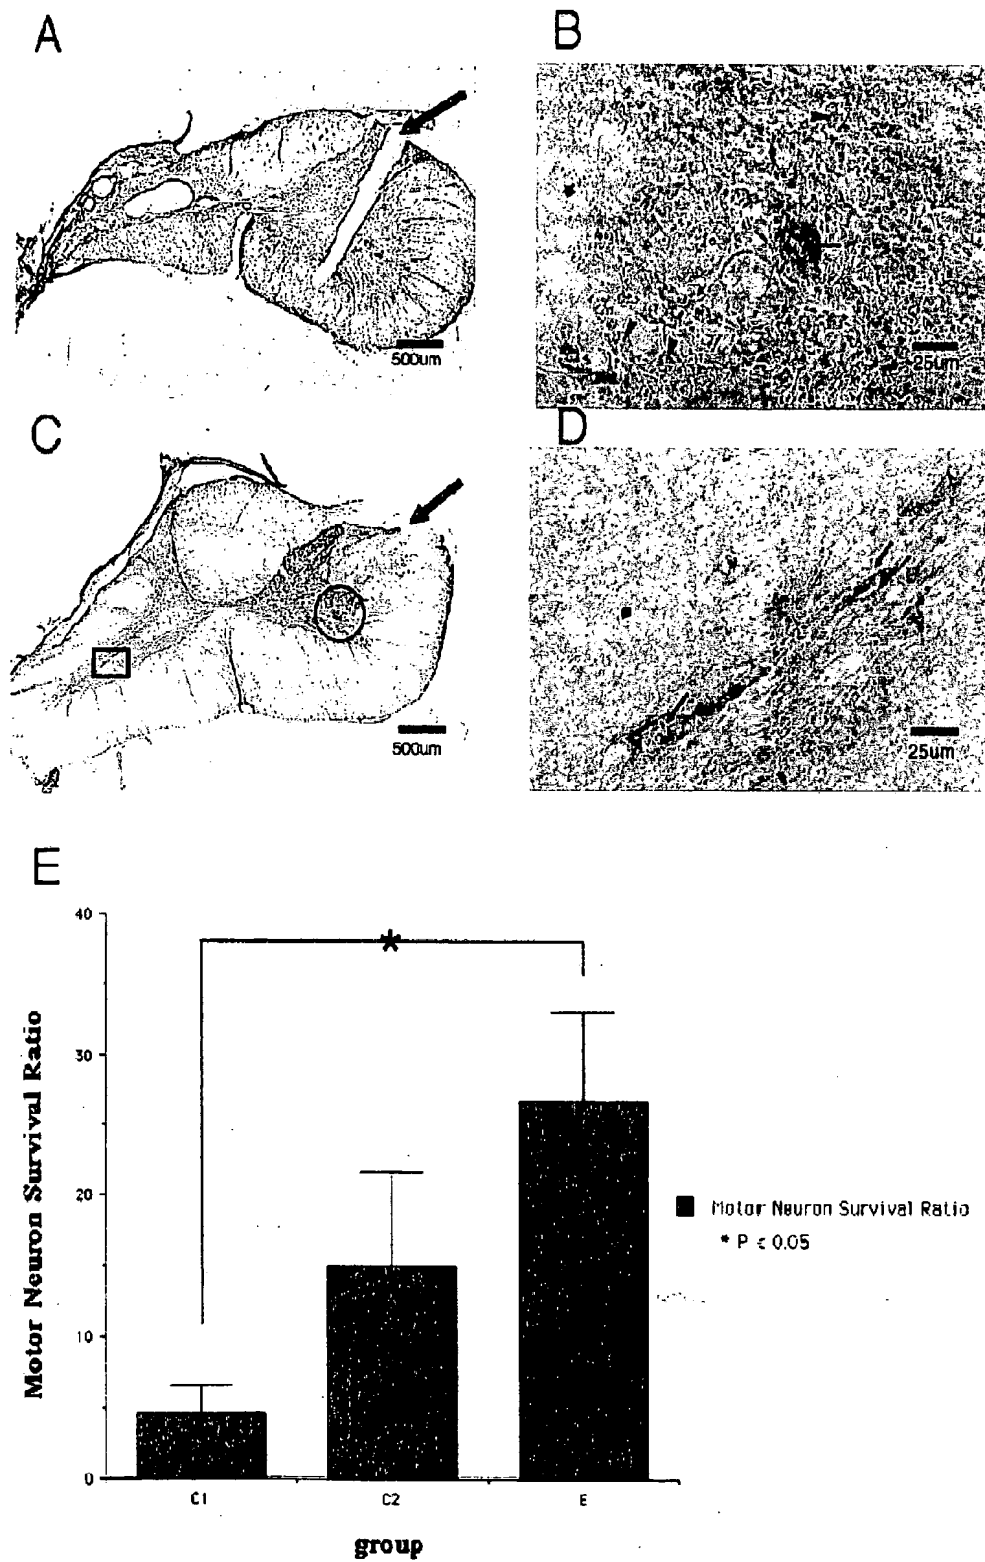 A
B
500um
25um
C
D
500um
25um
E
40
30
20
10
0
Motor Neuron Survival Ratio
*
C1
C2
E
group
Motor Neuron Survival Ratio
* P ≤ 0.05